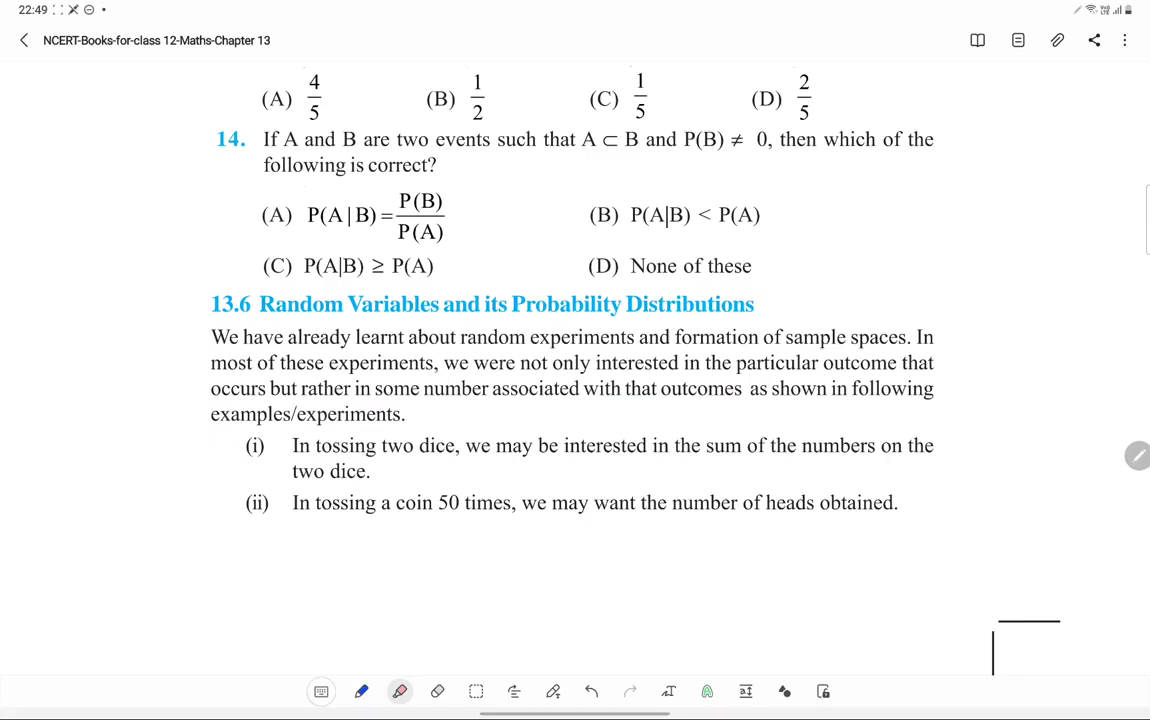 22:49
NCERT-Books-for-class 12-Maths-Chapter 13
(A) 4/5 (B) 1/2 (C) 1/5 (D) 2/5
14. If A and B are two events such that A ⊂ B and P(B) ≠ 0, then which of the
following is correct?
(A) P(A | B) = P(B)/P(A) (B) P(A|B) < P(A)
(C) P(A|B) ≥ P(A) (D) None of these
13.6 Random Variables and its Probability Distributions
We have already learnt about random experiments and formation of sample spaces. In
most of these experiments, we were not only interested in the particular outcome that
occurs but rather in some number associated with that outcomes as shown in following
examples/experiments.
(i) In tossing two dice, we may be interested in the sum of the numbers on the
two dice.
(ii) In tossing a coin 50 times, we may want the number of heads obtained.